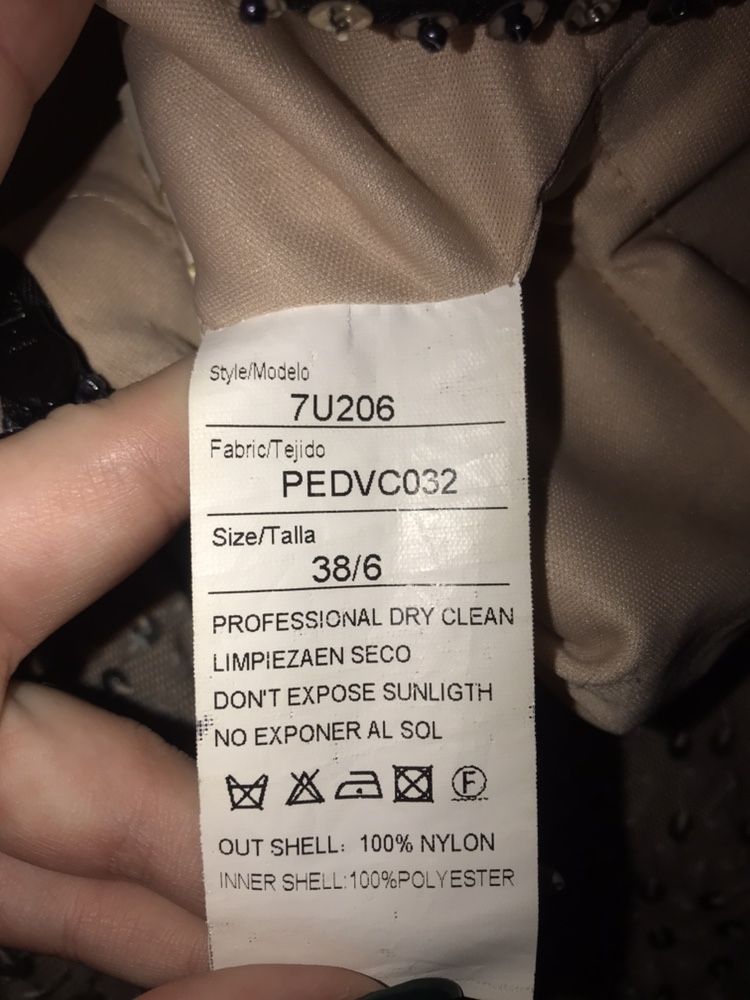 Style/Modelo
7U206
Fabric/Tejido
PEDVC032
Size/Talla
38/6
PROFESSIONAL DRY CLEAN
LIMPIEZAEN SECO
DON'T EXPOSE SUNLIGTH
NO EXPONER AL SOL
F
OUT SHELL: 100% NYLON
INNER SHELL:100%POLYESTER